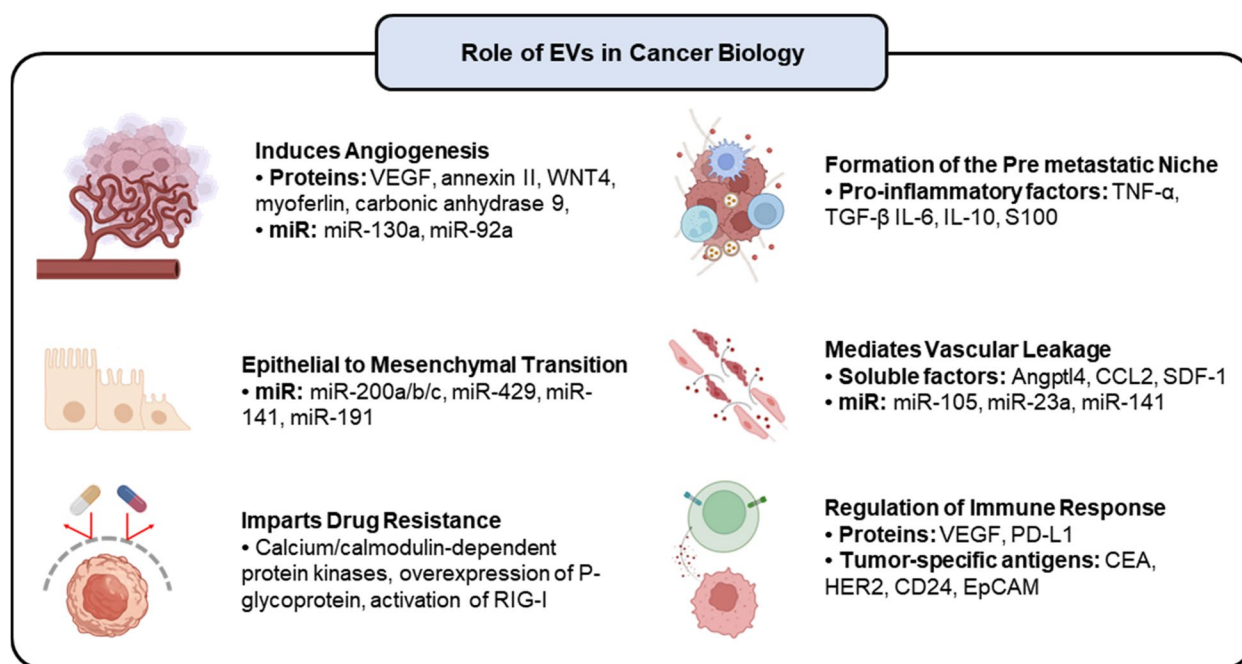 Role of EVs in Cancer Biology
Induces Angiogenesis
• Proteins: VEGF, annexin II, WNT4,
myoferlin, carbonic anhydrase 9,
• miR: miR-130a, miR-92a
Epithelial to Mesenchymal Transition
• miR: miR-200a/b/c, miR-429, miR-
141, miR-191
Imparts Drug Resistance
• Calcium/calmodulin-dependent
protein kinases, overexpression of P-
glycoprotein, activation of RIG-I
Formation of the Pre metastatic Niche
• Pro-inflammatory factors: TNF-α,
TGF-β IL-6, IL-10, S100
Mediates Vascular Leakage
• Soluble factors: Angptl4, CCL2, SDF-1
• miR: miR-105, miR-23a, miR-141
Regulation of Immune Response
• Proteins: VEGF, PD-L1
• Tumor-specific antigens: CEA,
HER2, CD24, EpCAM